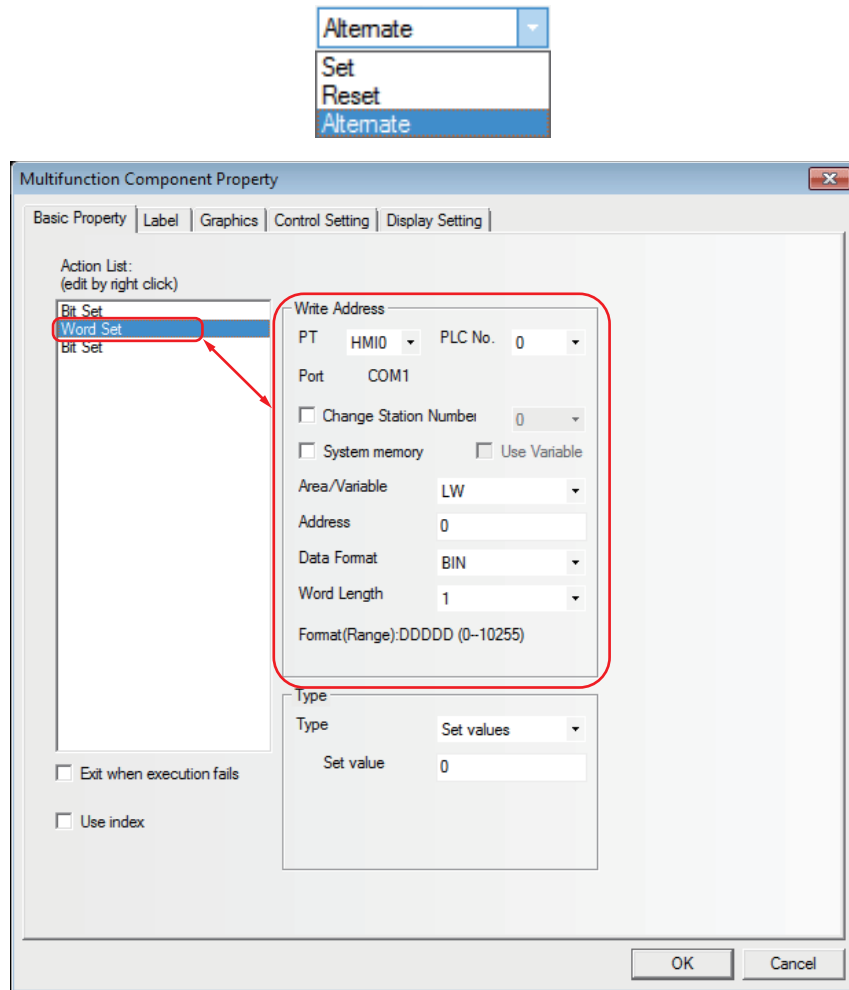 Alternate
Set
Reset
Alternate
Multifunction Component Property
Basic Property Label Graphics Control Setting Display Setting
Action List:
(edit by right click)
Bit Set
Word Set
Bit Set
Write Address
PT HMI0 PLC No. 0
Port COM1
Change Station Number 0
System memory Use Variable
Area/Variable LW
Address 0
Data Format BIN
Word Length 1
Format(Range):DDDDD (0--10255)
Type
Type Set values
Set value 0
Exit when execution fails
Use index
OK Cancel